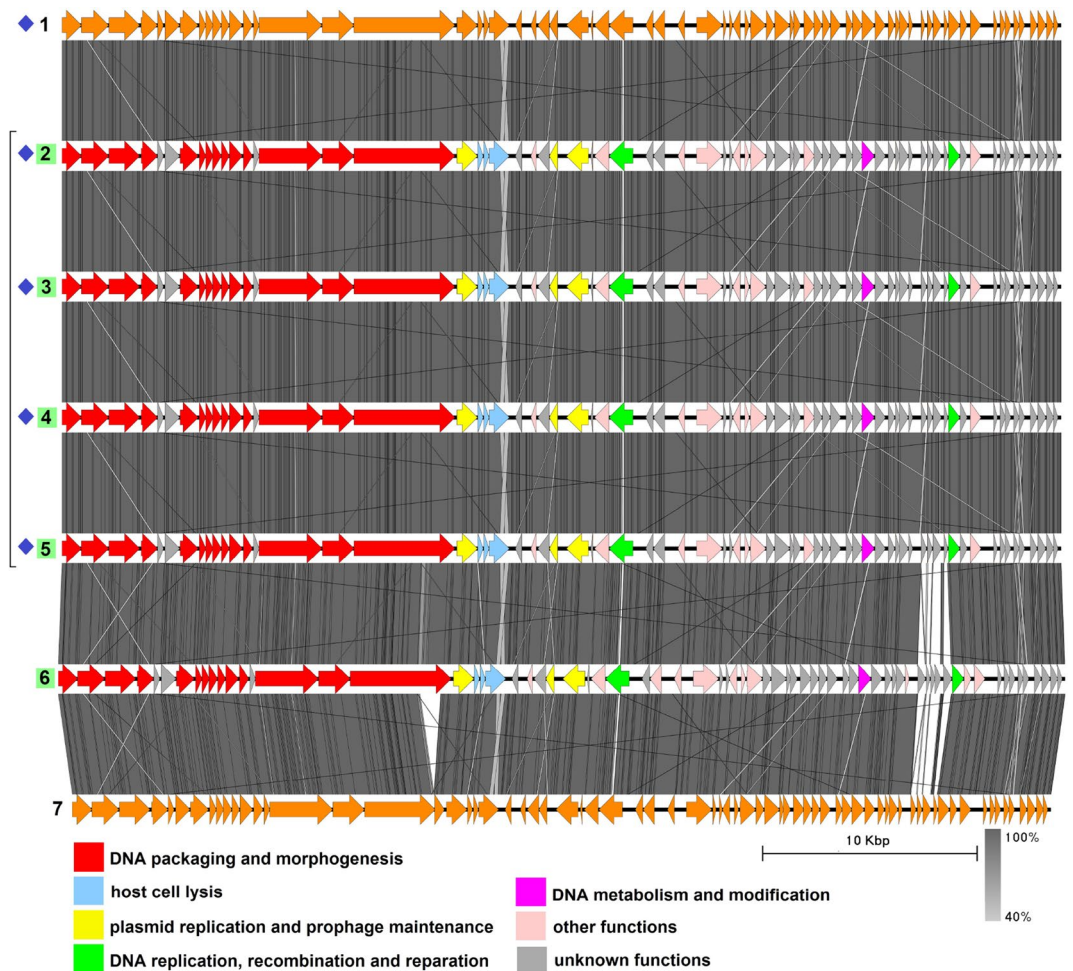 1
2
3
4
5
6
7
10 Kbp
100%
40%
DNA packaging and morphogenesis
host cell lysis
plasmid replication and prophage maintenance
DNA replication, recombination and reparation
DNA metabolism and modification
other functions
unknown functions